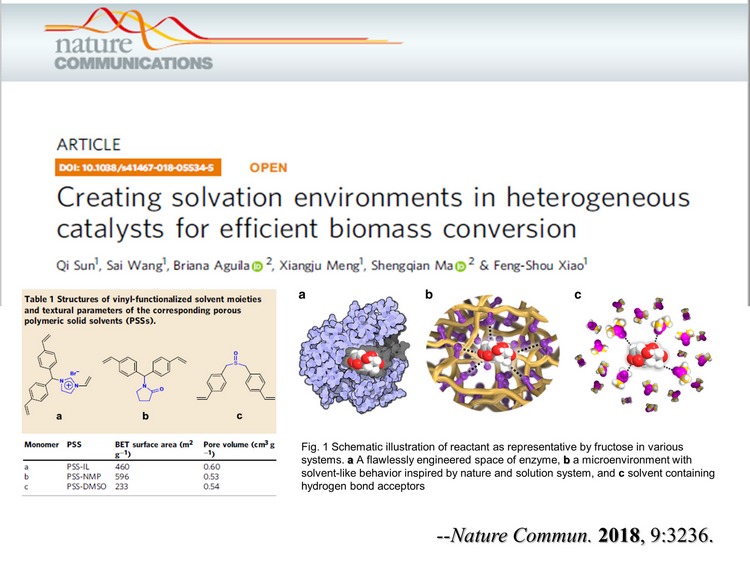 nature
COMMUNICATIONS
ARTICLE
DOI: 10.1038/s41467-018-05534-5 OPEN
Creating solvation environments in heterogeneous
catalysts for efficient biomass conversion
Qi Sun1, Sai Wang1, Briana Aguila 2, Xiangju Meng1, Shengqian Ma 2 & Feng-Shou Xiao1
Table 1 Structures of vinyl-functionalized solvent moieties
and textural parameters of the corresponding porous
polymeric solid solvents (PSSs).
Br−
N + N
N O
O
S
a b c
Monomer PSS BET surface area (m2 Pore volume (cm3 g
g−1) −1)
a PSS-IL 460 0.60
b PSS-NMP 596 0.53
c PSS-DMSO 233 0.54
a b c
Fig. 1 Schematic illustration of reactant as representative by fructose in various
systems. a A flawlessly engineered space of enzyme, b a microenvironment with
solvent-like behavior inspired by nature and solution system, and c solvent containing
hydrogen bond acceptors
--Nature Commun. 2018, 9:3236.